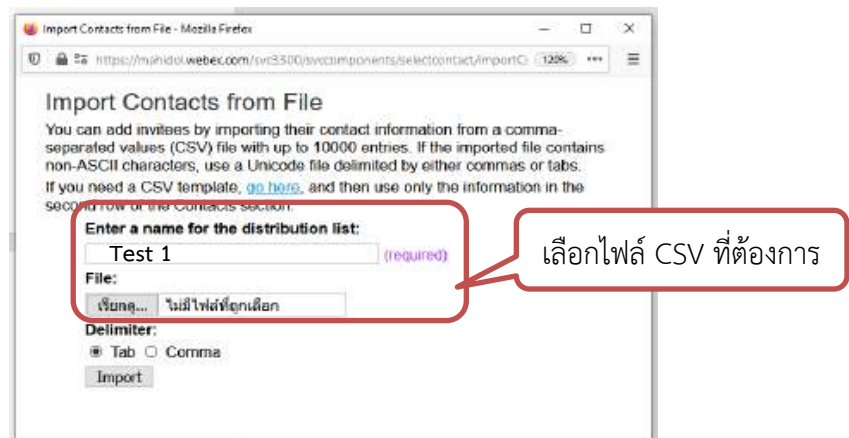 Import Contacts from File - Mozilla Firefox
https://mahidol.webex.com/svc3300/svccomponents/selectcontact/importC 120%
Import Contacts from File
You can add invitees by importing their contact information from a comma-
separated values (CSV) file with up to 10000 entries. If the imported file contains
non-ASCII characters, use a Unicode file delimited by either commas or tabs.
If you need a CSV template, go here, and then use only the information in the
second row of the Contacts section.
Enter a name for the distribution list:
Test 1 (required)
File:
เรียกดู... ไม่มีไฟล์ที่ถูกเลือก
Delimiter:
Tab Comma
Import
เลือกไฟล์ CSV ที่ต้องการ